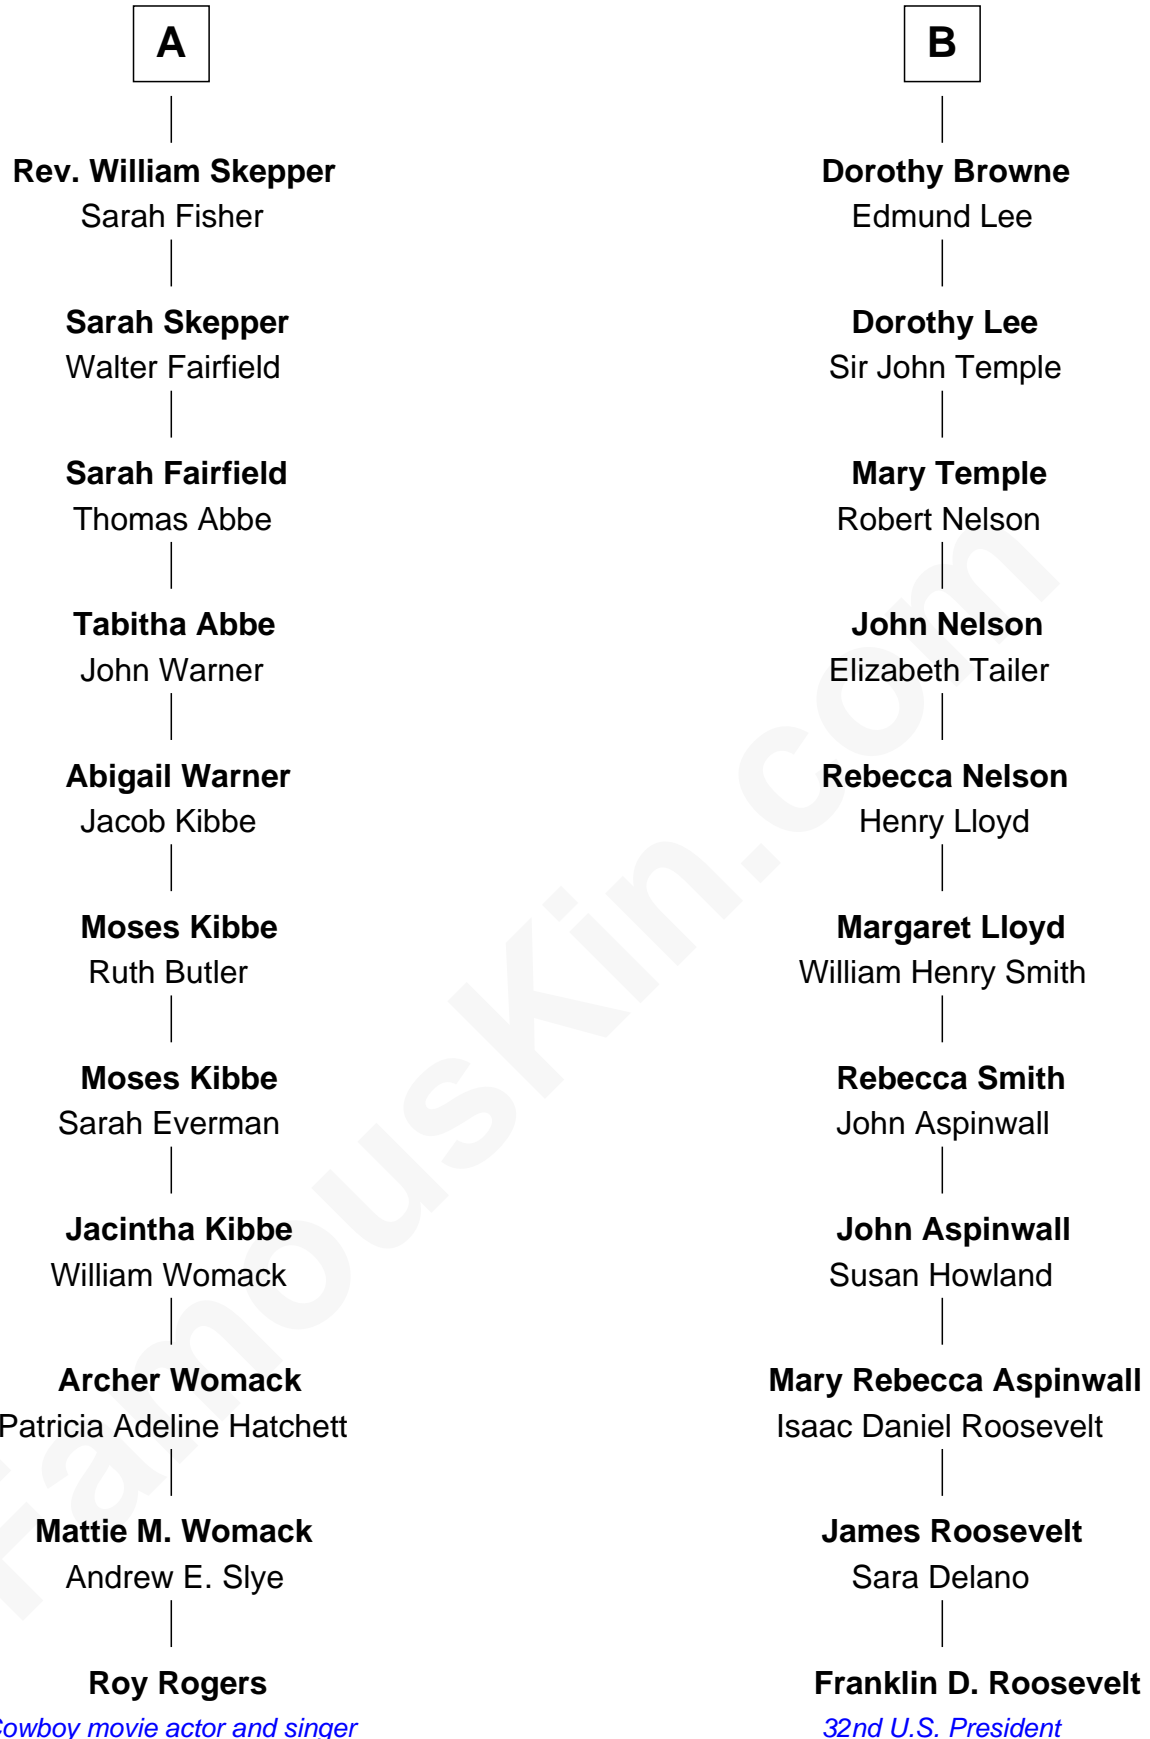 A
Rev. William Skepper
Sarah Fisher
Sarah Skepper
Walter Fairfield
Sarah Fairfield
Thomas Abbe
Tabitha Abbe
John Warner
Abigail Warner
Jacob Kibbe
Moses Kibbe
Ruth Butler
Moses Kibbe
Sarah Everman
Jacintha Kibbe
William Womack
Archer Womack
Patricia Adeline Hatchett
Mattie M. Womack
Andrew E. Slye
Roy Rogers
Cowboy movie actor and singer
B
Dorothy Browne
Edmund Lee
Dorothy Lee
Sir John Temple
Mary Temple
Robert Nelson
John Nelson
Elizabeth Tailer
Rebecca Nelson
Henry Lloyd
Margaret Lloyd
William Henry Smith
Rebecca Smith
John Aspinwall
John Aspinwall
Susan Howland
Mary Rebecca Aspinwall
Isaac Daniel Roosevelt
James Roosevelt
Sara Delano
Franklin D. Roosevelt
32nd U.S. President
FamousKin.com